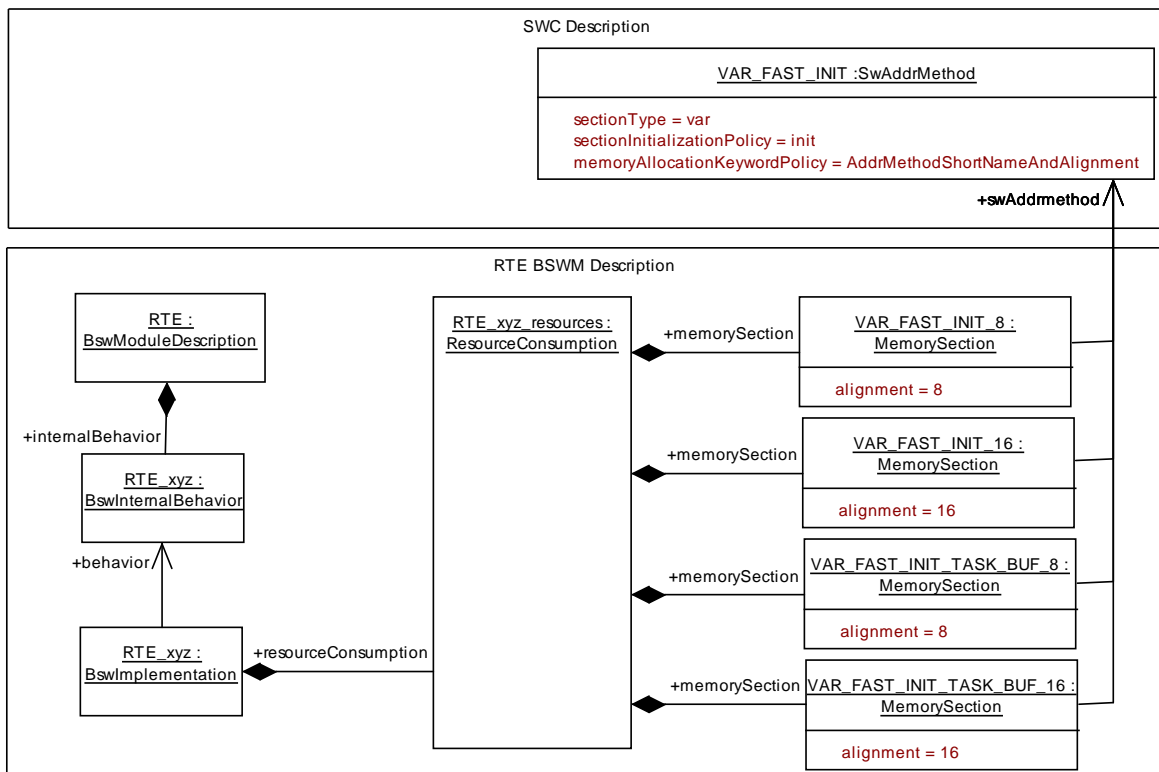 SWC Description
VAR_FAST_INIT :SwAddrMethod
sectionType = var
sectionInitializationPolicy = init
memoryAllocationKeywordPolicy = AddrMethodShortNameAndAlignment
+swAddrmethod
RTE BSWM Description
RTE :
BswModuleDescription
+internalBehavior
RTE_xyz :
BswInternalBehavior
+behavior
RTE_xyz :
BswImplementation
+resourceConsumption
RTE_xyz_resources :
ResourceConsumption
+memorySection
VAR_FAST_INIT_8 :
MemorySection
alignment = 8
+memorySection
VAR_FAST_INIT_16 :
MemorySection
alignment = 16
+memorySection
VAR_FAST_INIT_TASK_BUF_8 :
MemorySection
alignment = 8
+memorySection
VAR_FAST_INIT_TASK_BUF_16 :
MemorySection
alignment = 16